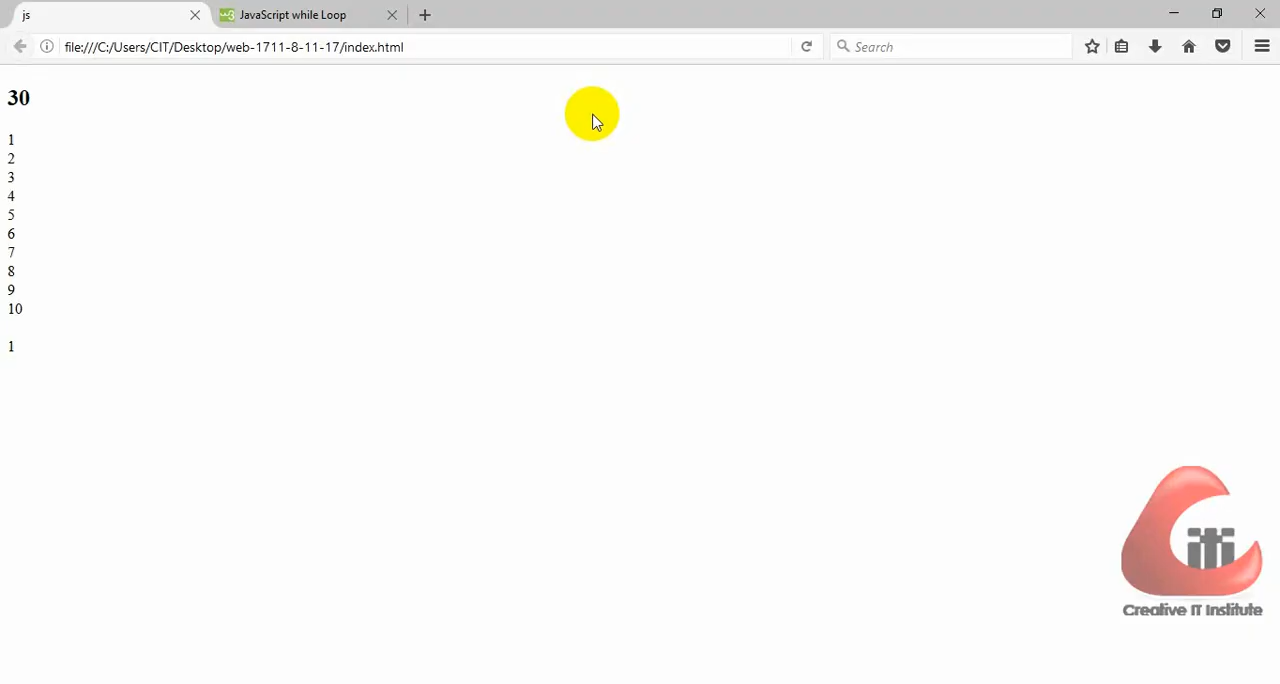 js
JavaScript while Loop
file:///C:/Users/CIT/Desktop/web-1711-8-11-17/index.html
Search
30
1
2
3
4
5
6
7
8
9
10
1
Creative IT Institute